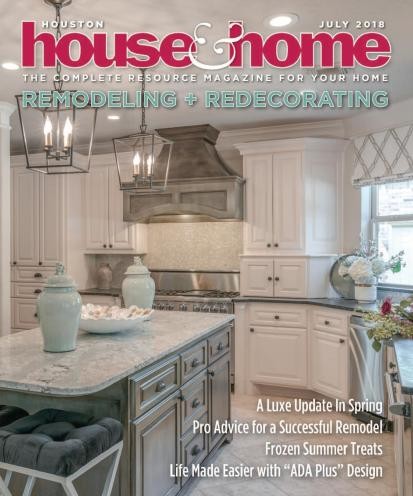 HOUSTON JULY 2018
house&home
THE COMPLETE RESOURCE MAGAZINE FOR YOUR HOME
REMODELING + REDECORATING
A Luxe Update In Spring
Pro Advice for a Successful Remodel
Frozen Summer Treats
Life Made Easier with “ADA Plus” Design